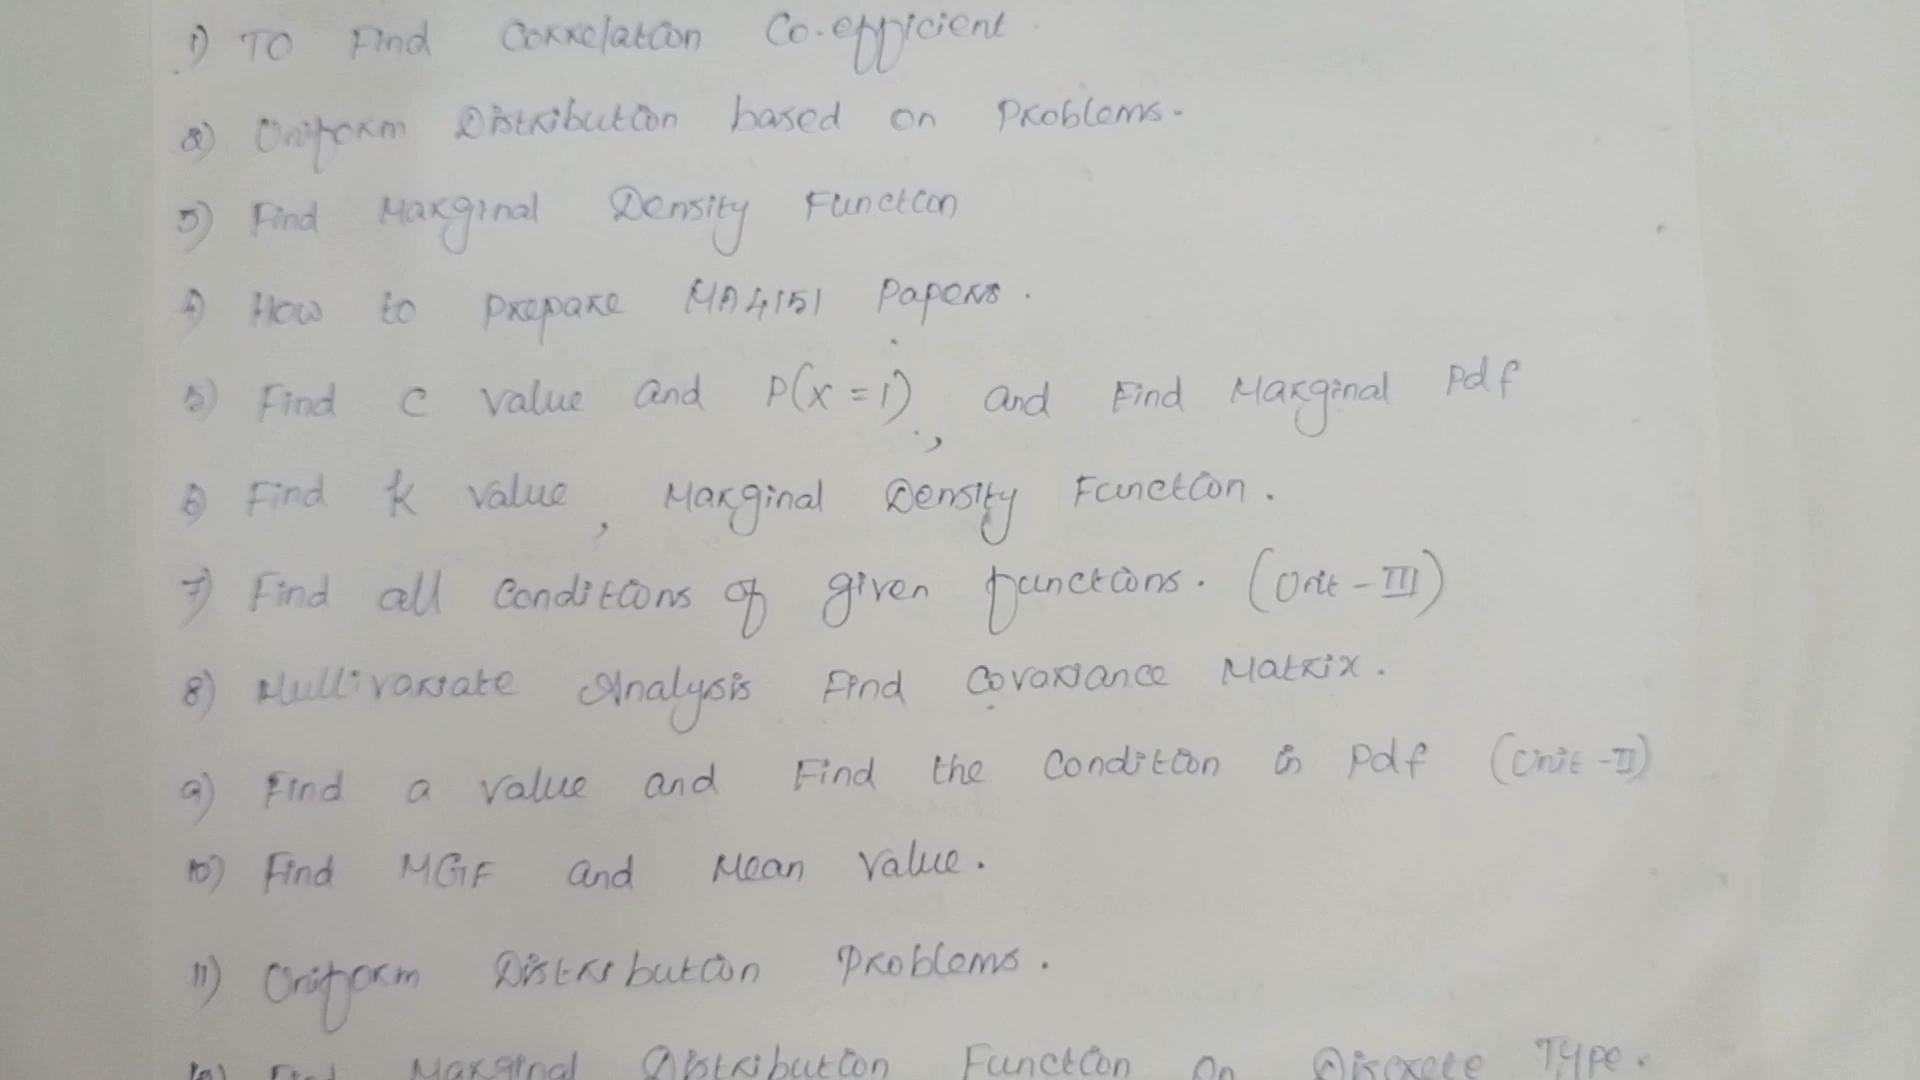 1) To Find Correlation Co-efficient
2) Uniform Distribution based on Problems.
3) Find Marginal Density Function
4) How to prepare MA4151 Papers.
5) Find c value and P(x=1), and Find Marginal Pdf
6) Find k value, Marginal Density Function.
7) Find all conditions of given functions. (Unit-III)
8) Multivariate Analysis Find Covariance Matrix.
9) Find a value and Find the condition in Pdf (Unit-II)
10) Find MGF and Mean Value.
11) Uniform Distribution Problems.
12) Find Marginal Distribution Function on Discrete Type.